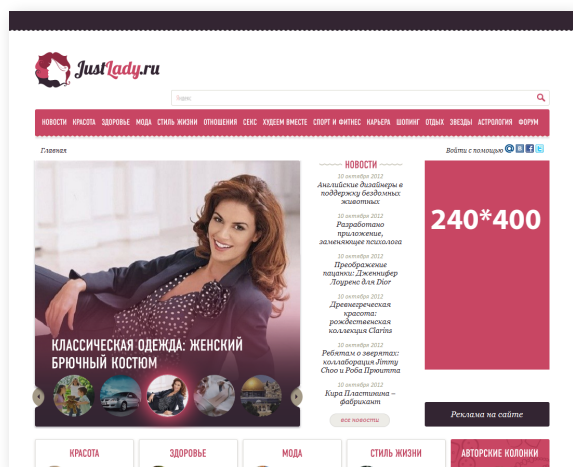 JustLady.ru
Яндекс
НОВОСТИ КРАСОТА ЗДОРОВЬЕ МОДА СТИЛЬ ЖИЗНИ ОТНОШЕНИЯ СЕКС ХУДЕЕМ ВМЕСТЕ СПОРТ И ФИТНЕС КАРЬЕРА ШОПИНГ ОТДЫХ ЗВЕЗДЫ АСТРОЛОГИЯ ФОРУМ
Главная
Войти с помощью
КЛАССИЧЕСКАЯ ОДЕЖДА: ЖЕНСКИЙ
БРЮЧНЫЙ КОСТЮМ
НОВОСТИ
10 октября 2012
Английские дизайнеры в
поддержку бездомных
животных
10 октября 2012
Разработано
приложение,
заменяющее психолога
10 октября 2012
Преображение
пацанки: Дженнифер
Лоуренс для Dior
10 октября 2012
Древнегреческая
красота:
рождественская
коллекция Clarins
10 октября 2012
Ребятам о зверятах:
коллаборация Jimmy
Choo и Роба Прюитта
10 октября 2012
Кира Пластинина –
фабрикант
все новости
240*400
Реклама на сайте
КРАСОТА
ЗДОРОВЬЕ
МОДА
СТИЛЬ ЖИЗНИ
АВТОРСКИЕ КОЛОНКИ